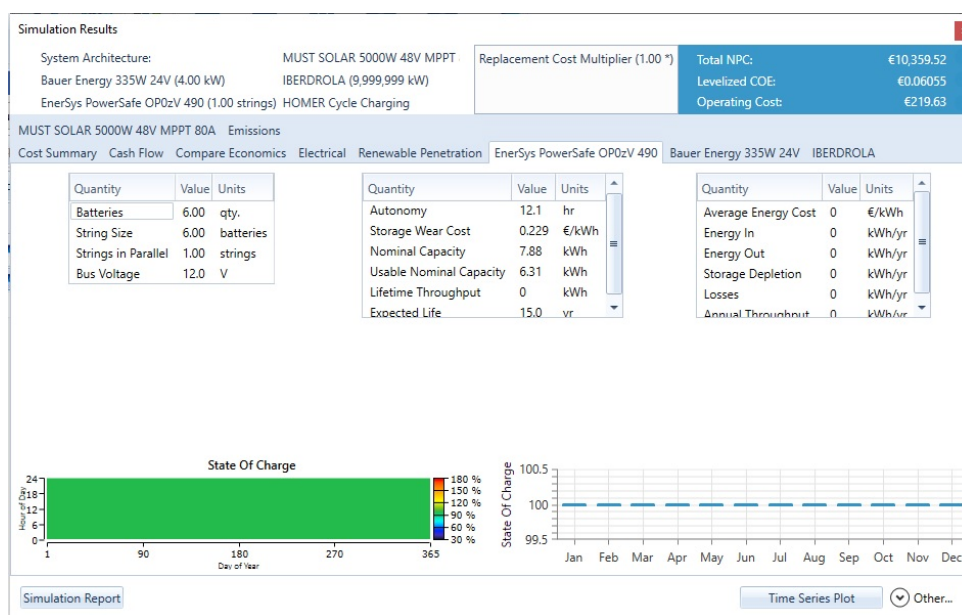 Simulation Results
System Architecture: MUST SOLAR 5000W 48V MPPT Replacement Cost Multiplier (1.00 *) Total NPC: €10,359.52
Bauer Energy 335W 24V (4.00 kW) IBERDROLA (9,999,999 kW) Levelized COE: €0.06055
EnerSys PowerSafe OP0zV 490 (1.00 strings) HOMER Cycle Charging Operating Cost: €219.63
MUST SOLAR 5000W 48V MPPT 80A Emissions
Cost Summary Cash Flow Compare Economics Electrical Renewable Penetration EnerSys PowerSafe OP0zV 490 Bauer Energy 335W 24V IBERDROLA
Quantity Value Units
Batteries 6.00 qty.
String Size 6.00 batteries
Strings in Parallel 1.00 strings
Bus Voltage 12.0 V
Quantity Value Units
Autonomy 12.1 hr
Storage Wear Cost 0.229 €/kWh
Nominal Capacity 7.88 kWh
Usable Nominal Capacity 6.31 kWh
Lifetime Throughput 0 kWh
Expected Life 15.0 yr
Quantity Value Units
Average Energy Cost 0 €/kWh
Energy In 0 kWh/yr
Energy Out 0 kWh/yr
Storage Depletion 0 kWh/yr
Losses 0 kWh/yr
Annual Throughput 0 kWh/yr
State Of Charge
Hour of Day
24
18
12
6
0
1 90 180 270 365
Day of Year
180 %
150 %
120 %
90 %
60 %
30 %
State Of Charge
100.5
100
99.5
Jan Feb Mar Apr May Jun Jul Aug Sep Oct Nov Dec
Simulation Report Time Series Plot Other...